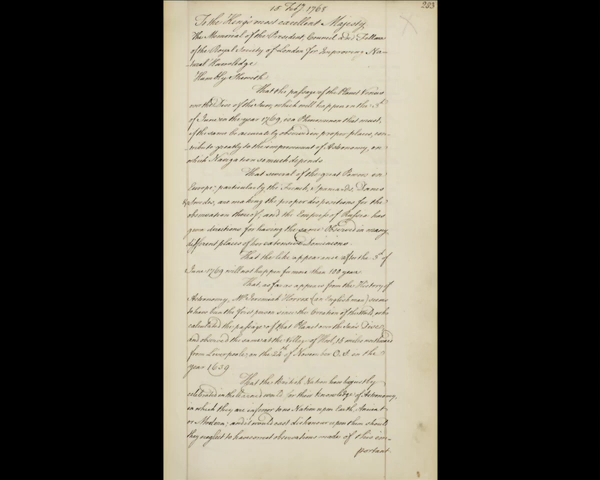 15 Feby 1768
223
To the Kings most excellent Majesty,
The Memorial of the President, Council and Fellows
of the Royal Society of London for Improving Na-
tural Knowledge
Humbly Sheweth
That the passage of the Planet Venus
over the Disc of the Sun, which will happen on the 3d
of June in the year 1769, is a Phænomenon that must,
if the same be accurately observed in proper places, con-
tribute greatly to the improvement of Astronomy, on
which Navigation so much depends
That several of the great Powers in
Europe, particularly the French, Spaniards, Danes
& Swedes, are making the proper dispositions for the
observation thereof, and the Empress of Russia has
given directions for having the same observed in many
different places of her extensive Dominions
That the like appearance after the 3d of
June 1769 will not happen for more than 100 years
That, as far as appears from the History of
Astronomy, Mr Jeremiah Horrox (an English man) seems
to have been the first person since the Creation of the World, who
calculated the passage of that Planet over the Suns Disc;
and observed the same at the Village of Hool, 15 miles northward
from Liverpoole, on the 24th of November O.S. in the
year 1639
That the British Nation have been justly
celebrated in the learned world, for their knowledge of Astronomy,
in which they are inferior to no Nation upon Earth, Ancient
or Modern; and it would cast dishonour upon them should
they neglect to have correct observations made of this im-
portant